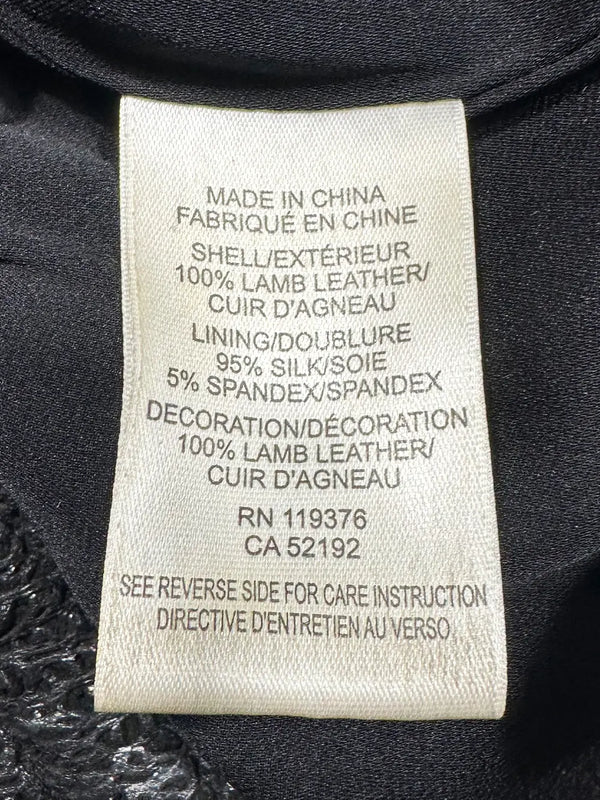 MADE IN CHINA
FABRIQUÉ EN CHINE
SHELL/EXTÉRIEUR
100% LAMB LEATHER/
CUIR D'AGNEAU
LINING/DOUBLURE
95% SILK/SOIE
5% SPANDEX/SPANDEX
DECORATION/DÉCORATION
100% LAMB LEATHER/
CUIR D'AGNEAU
RN 119376
CA 52192
SEE REVERSE SIDE FOR CARE INSTRUCTION
DIRECTIVE D'ENTRETIEN AU VERSO